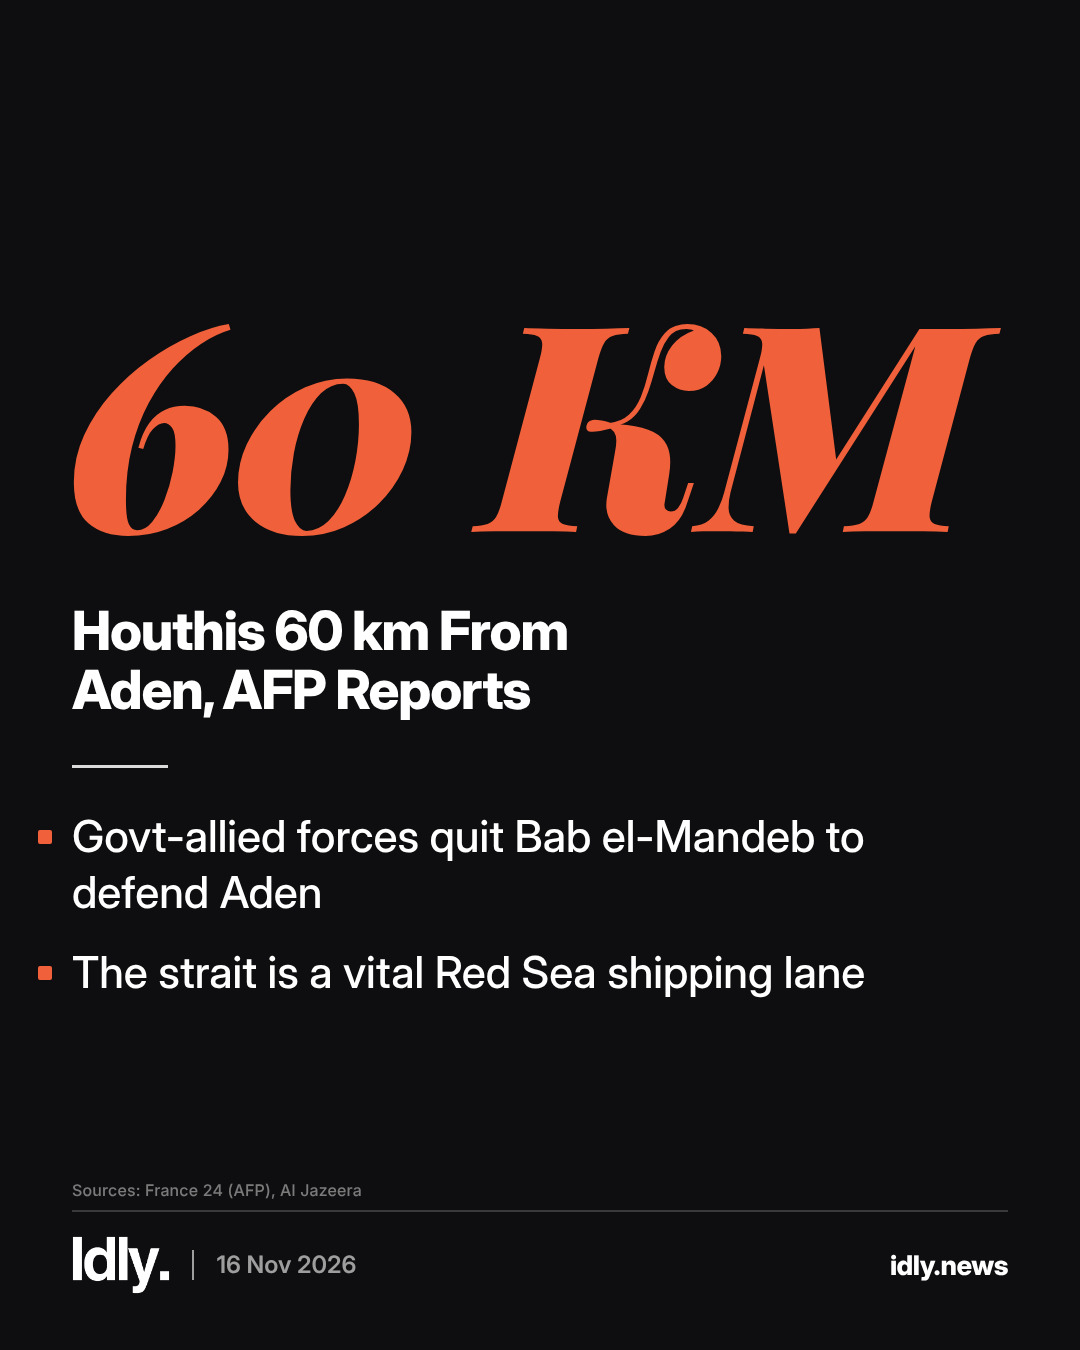 60 KM
Houthis 60 km From
Aden, AFP Reports
Govt-allied forces quit Bab el-Mandeb to
defend Aden
The strait is a vital Red Sea shipping lane
Sources: France 24 (AFP), Al Jazeera
Idly. | 16 Nov 2026
idly.news